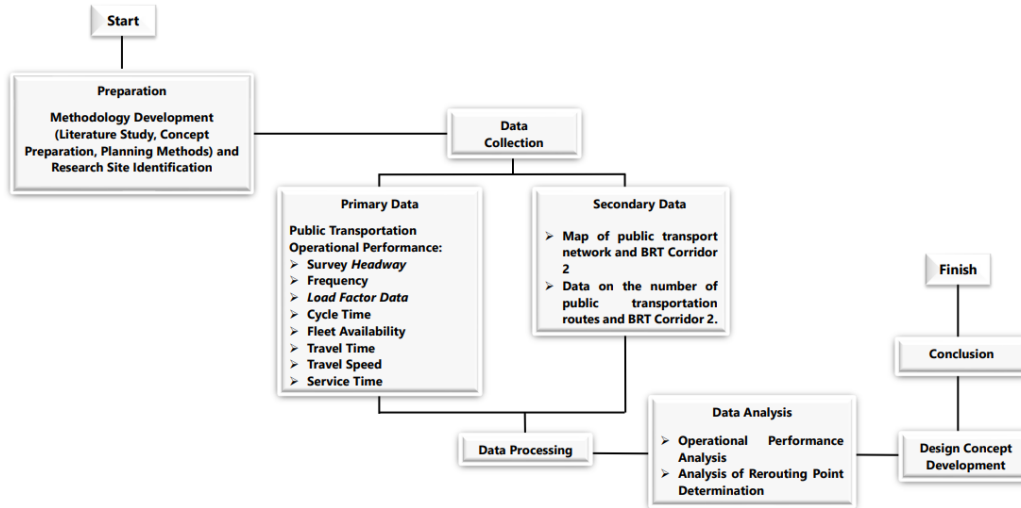 Start
Preparation
Methodology Development
(Literature Study, Concept
Preparation, Planning Methods) and
Research Site Identification
Data
Collection
Primary Data
Public Transportation
Operational Performance:
➢ Survey Headway
➢ Frequency
➢ Load Factor Data
➢ Cycle Time
➢ Fleet Availability
➢ Travel Time
➢ Travel Speed
➢ Service Time
Secondary Data
➢ Map of public transport
network and BRT Corridor
2
➢ Data on the number of
public transportation
routes and BRT Corridor 2.
Data Processing
Data Analysis
➢ Operational Performance
Analysis
➢ Analysis of Rerouting Point
Determination
Design Concept
Development
Conclusion
Finish